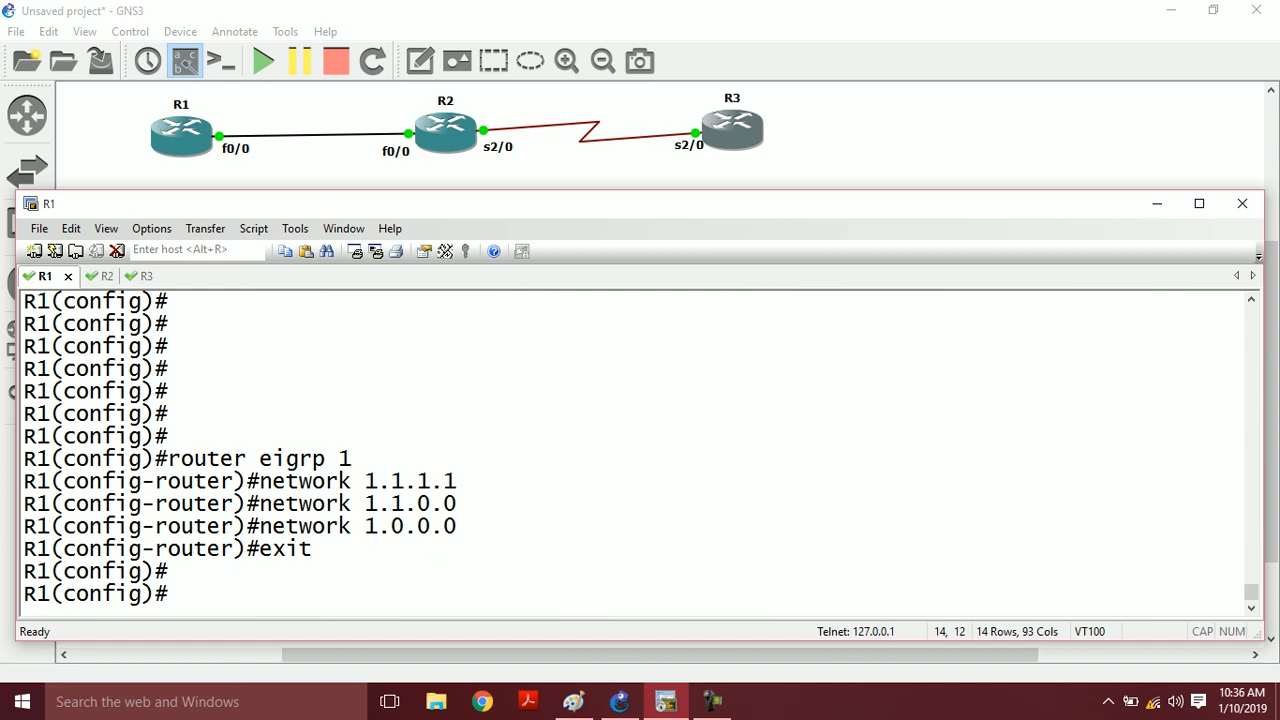 Unsaved project* - GNS3
File Edit View Control Device Annotate Tools Help
R1
R2
R3
f0/0
f0/0
s2/0
s2/0
R1
File Edit View Options Transfer Script Tools Window Help
Enter host <Alt+R>
R1 R2 R3
R1(config)#
R1(config)#
R1(config)#
R1(config)#
R1(config)#
R1(config)#
R1(config)#
R1(config)#router eigrp 1
R1(config-router)#network 1.1.1.1
R1(config-router)#network 1.1.0.0
R1(config-router)#network 1.0.0.0
R1(config-router)#exit
R1(config)#
R1(config)#
Ready Telnet: 127.0.0.1 14, 12 14 Rows, 93 Cols VT100 CAP NUM
Search the web and Windows
10:36 AM
1/10/2019